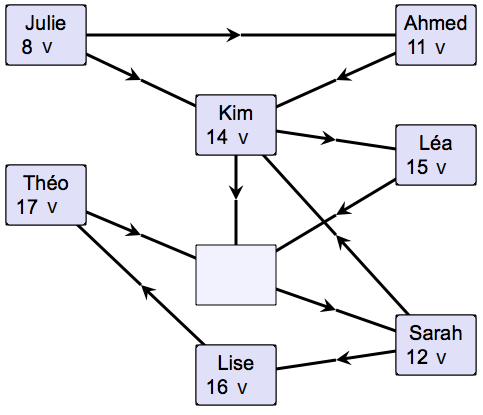 Julie
8 V
Ahmed
11 V
Kim
14 V
Léa
15 V
Théo
17 V
Sarah
12 V
Lise
16 V